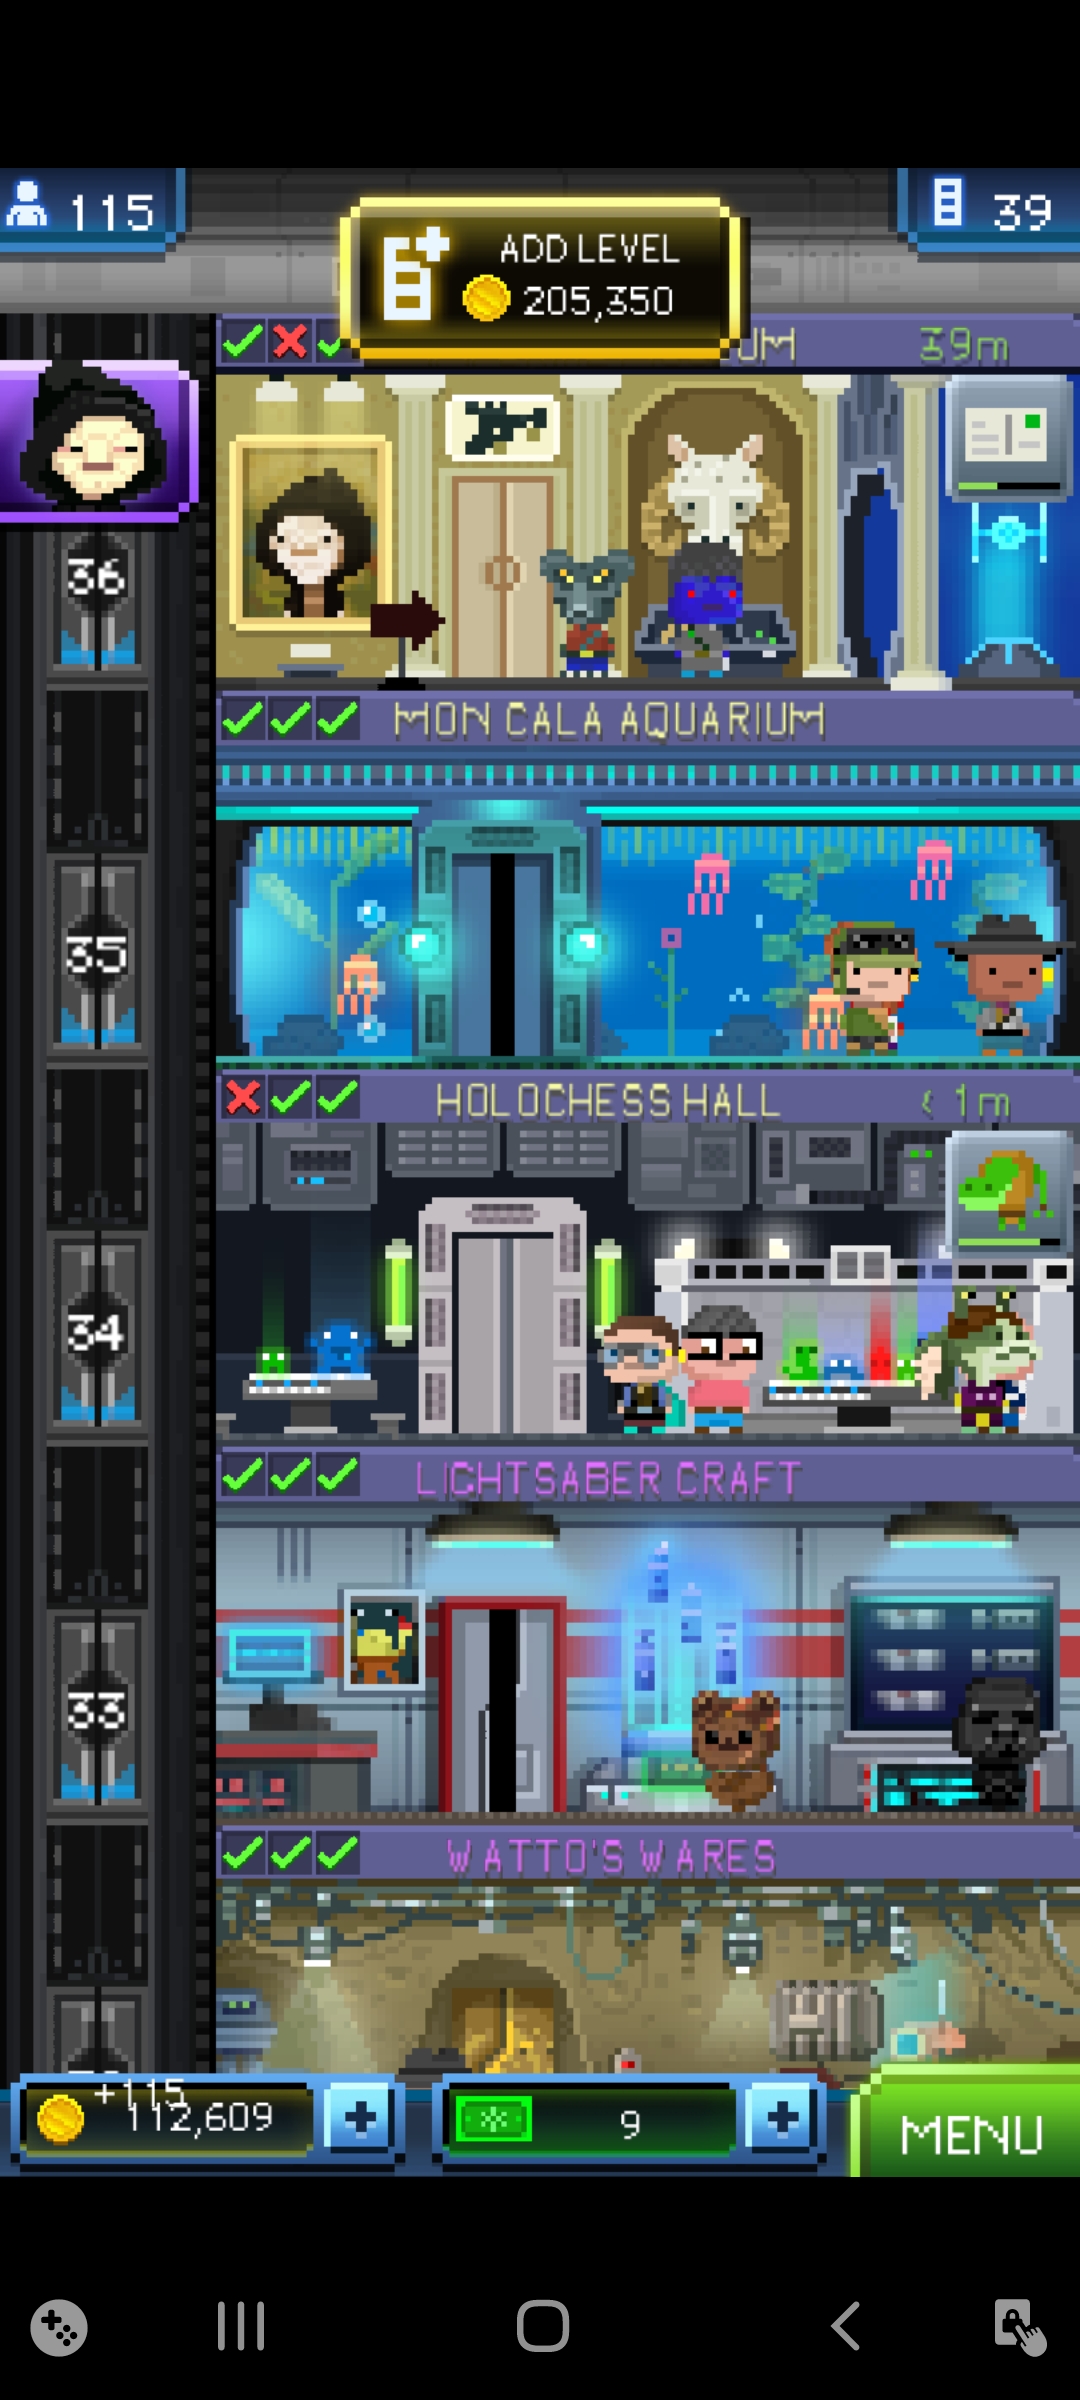 115
39
ADD LEVEL
205,350
UM
39m
36
MON CALA AQUARIUM
35
HOLOCHESS HALL
< 1m
34
LIGHTSABER CRAFT
33
WATTO'S WARES
+115
112,609
9
MENU